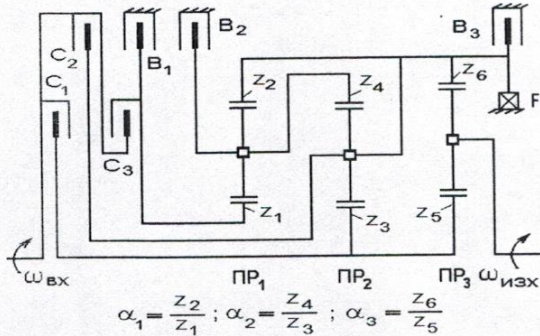 C₂
C₁
B₁
B₂
B₃
C₃
Z₂
Z₄
Z₆
F
Z₁
Z₃
Z₅
ωвх
ПР₁
ПР₂
ПР₃
ωизх
α₁ = Z₂/Z₁ ; α₂ = Z₄/Z₃ ; α₃ = Z₆/Z₅